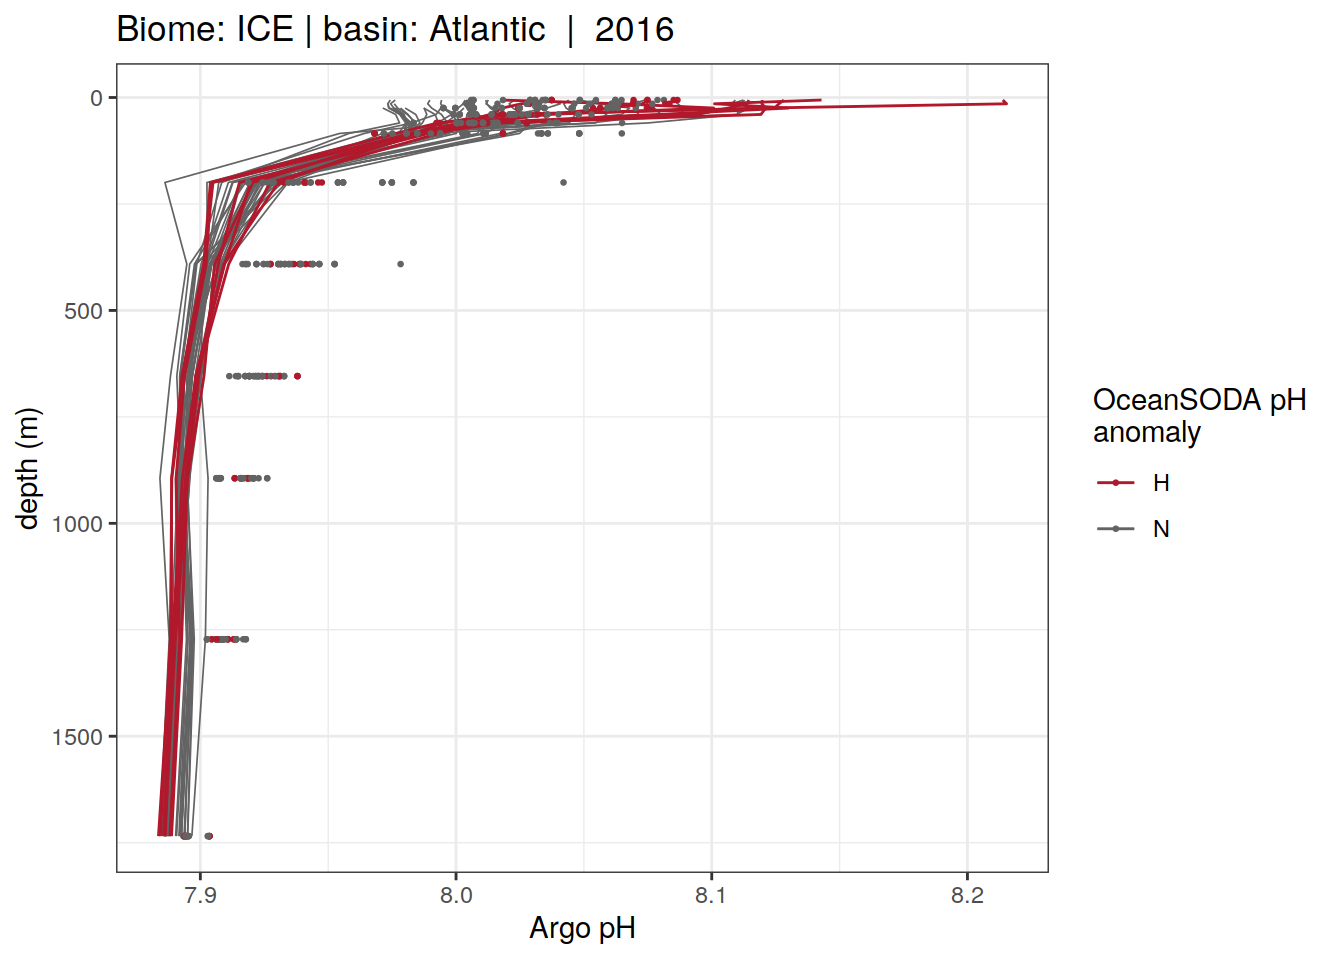 Biome: ICE | basin: Atlantic  |  2016
0
500
1000
1500
depth (m)
7.9
8.0
8.1
8.2
Argo pH
OceanSODA pH
anomaly
H
N